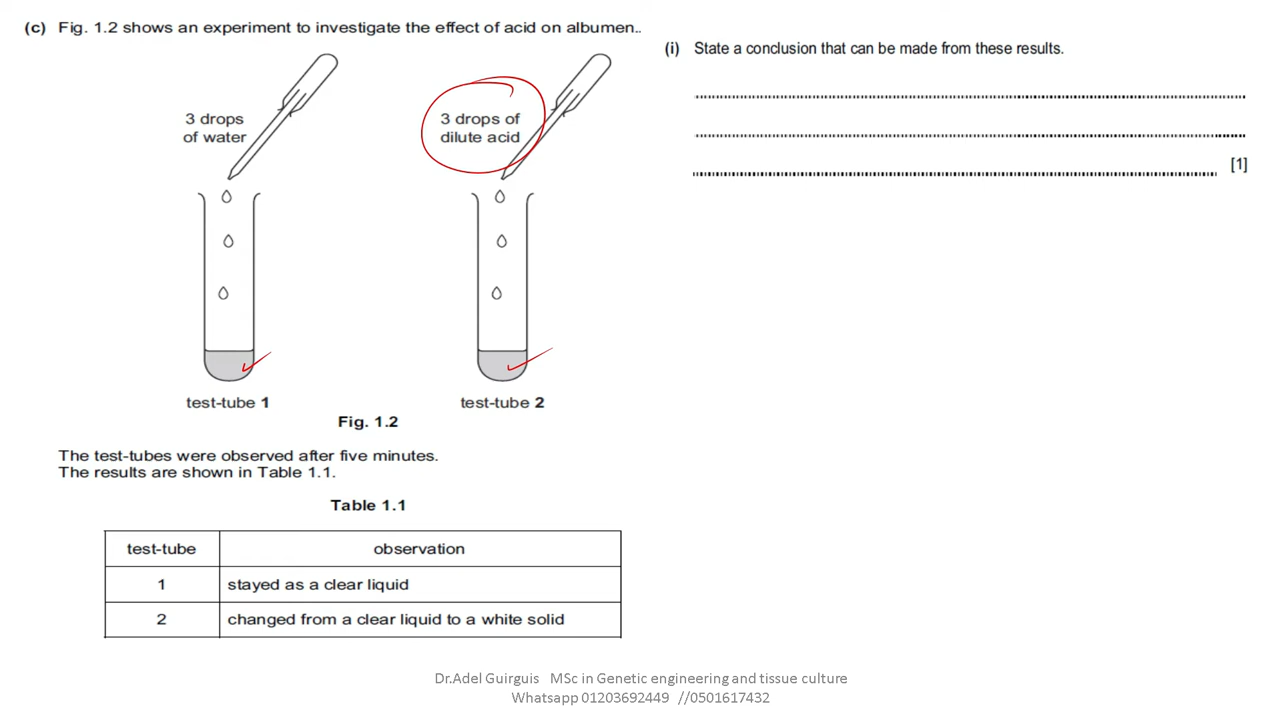 (c) Fig. 1.2 shows an experiment to investigate the effect of acid on albumen..
3 drops
of water
3 drops of
dilute acid
test-tube 1
test-tube 2
Fig. 1.2
The test-tubes were observed after five minutes.
The results are shown in Table 1.1.
Table 1.1
test-tube observation
1 stayed as a clear liquid
2 changed from a clear liquid to a white solid
(i) State a conclusion that can be made from these results.
[1]
Dr.Adel Guirguis MSc in Genetic engineering and tissue culture
Whatsapp 01203692449 //0501617432